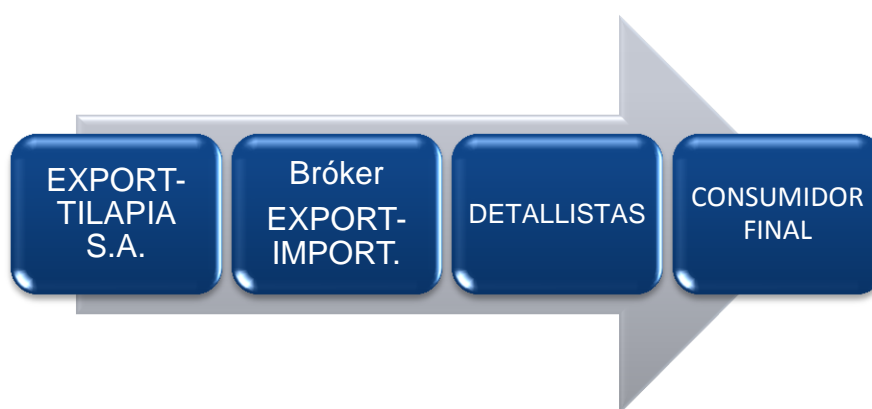 EXPORT-
TILAPIA
S.A.
Bróker
EXPORT-
IMPORT.
DETALLISTAS
CONSUMIDOR
FINAL